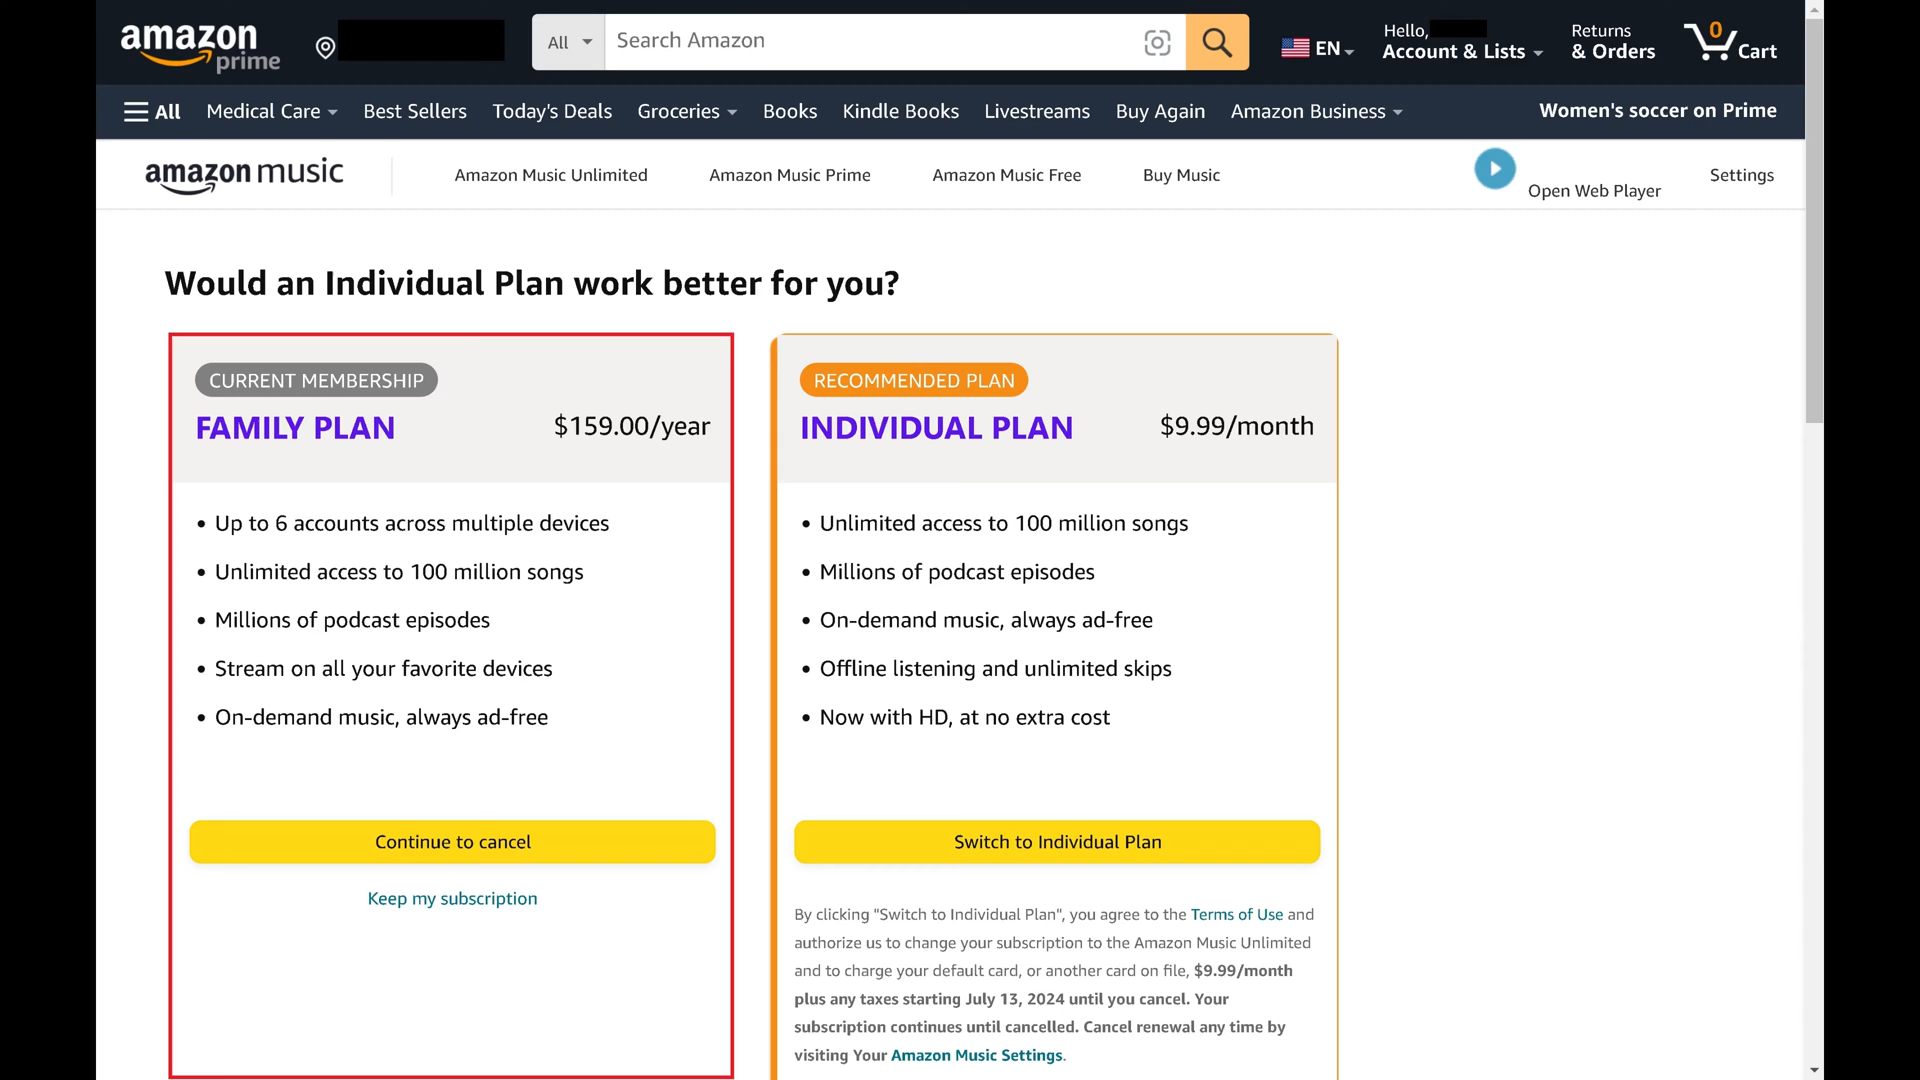 amazon prime
All
Search Amazon
EN
Hello,
Account & Lists
Returns
& Orders
0
Cart
All
Medical Care
Best Sellers
Today's Deals
Groceries
Books
Kindle Books
Livestreams
Buy Again
Amazon Business
Women's soccer on Prime
amazon music
Amazon Music Unlimited
Amazon Music Prime
Amazon Music Free
Buy Music
Open Web Player
Settings
Would an Individual Plan work better for you?
CURRENT MEMBERSHIP
FAMILY PLAN
$159.00/year
• Up to 6 accounts across multiple devices
• Unlimited access to 100 million songs
• Millions of podcast episodes
• Stream on all your favorite devices
• On-demand music, always ad-free
Continue to cancel
Keep my subscription
RECOMMENDED PLAN
INDIVIDUAL PLAN
$9.99/month
• Unlimited access to 100 million songs
• Millions of podcast episodes
• On-demand music, always ad-free
• Offline listening and unlimited skips
• Now with HD, at no extra cost
Switch to Individual Plan
By clicking "Switch to Individual Plan", you agree to the Terms of Use and
authorize us to change your subscription to the Amazon Music Unlimited
and to charge your default card, or another card on file, $9.99/month
plus any taxes starting July 13, 2024 until you cancel. Your
subscription continues until cancelled. Cancel renewal any time by
visiting Your Amazon Music Settings.